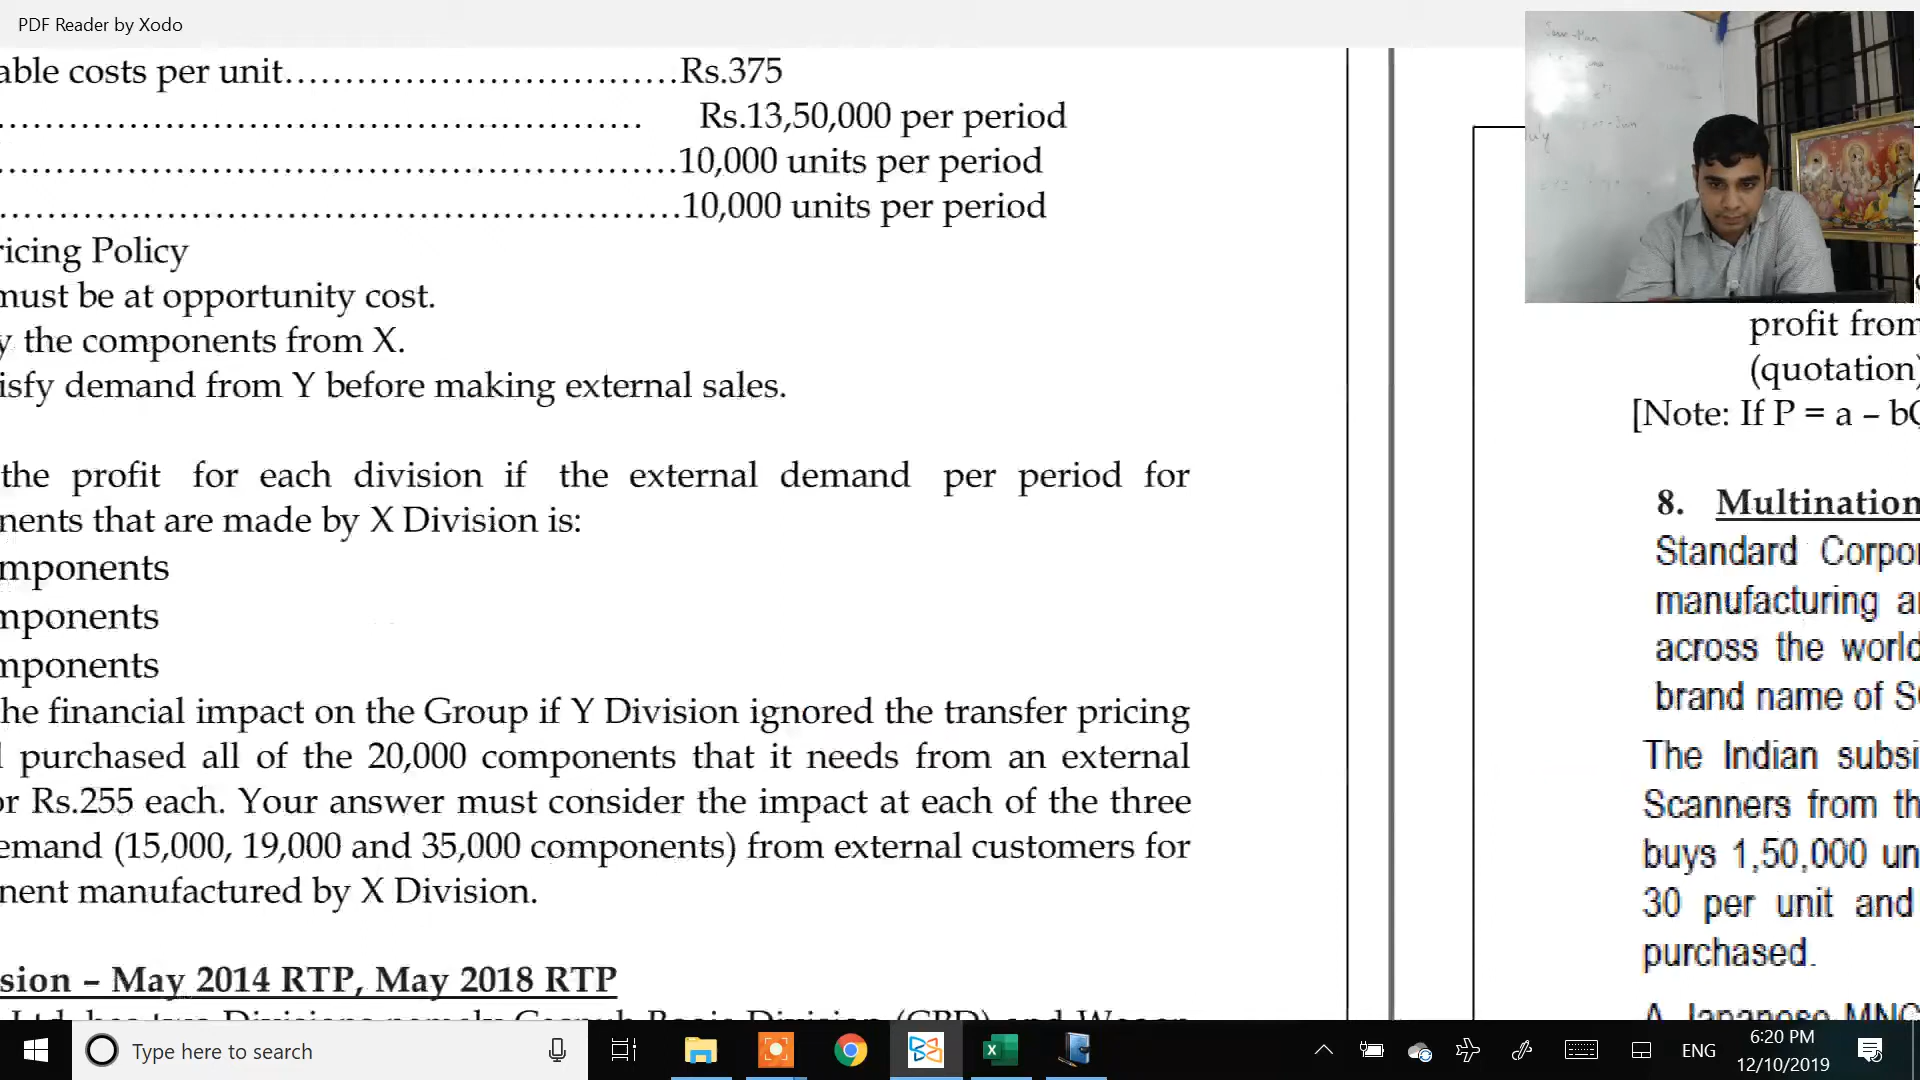 PDF Reader by Xodo
able costs per unit.................................Rs.375
...................................................... Rs.13,50,000 per period
.........................................................10,000 units per period
.........................................................10,000 units per period
ricing Policy
must be at opportunity cost.
y the components from X.
isfy demand from Y before making external sales.
the profit for each division if the external demand per period for
nents that are made by X Division is:
mponents
mponents
mponents
he financial impact on the Group if Y Division ignored the transfer pricing
l purchased all of the 20,000 components that it needs from an external
or Rs.255 each. Your answer must consider the impact at each of the three
emand (15,000, 19,000 and 35,000 components) from external customers for
nent manufactured by X Division.
sion – May 2014 RTP, May 2018 RTP
profit from
(quotation)
[Note: If P = a – bQ
8. Multination
Standard Corpor
manufacturing an
across the world
brand name of S
The Indian subsi
Scanners from th
buys 1,50,000 un
30 per unit and
purchased.
A Japanese MNC
Type here to search
ENG
6:20 PM
12/10/2019